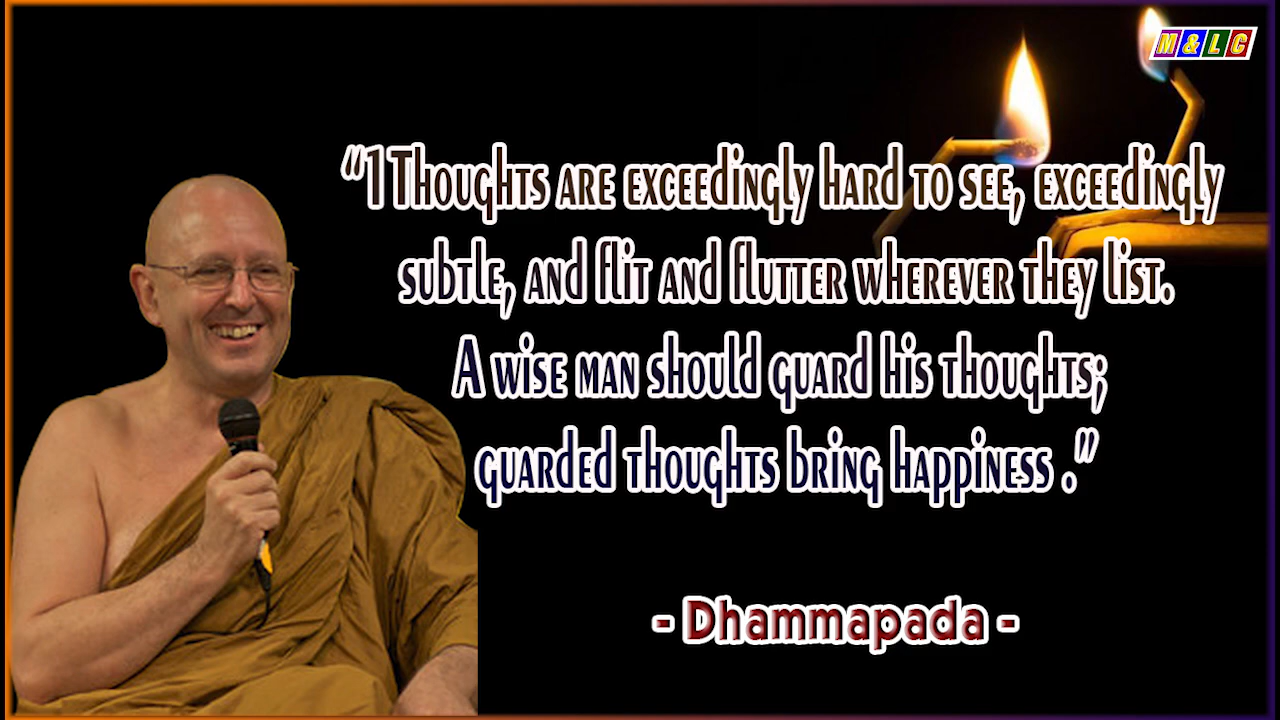 M&LC
“1 Thoughts are exceedingly hard to see, exceedingly
subtle, and flit and flutter wherever they list.
A wise man should guard his thoughts;
guarded thoughts bring happiness .”
- Dhammapada -